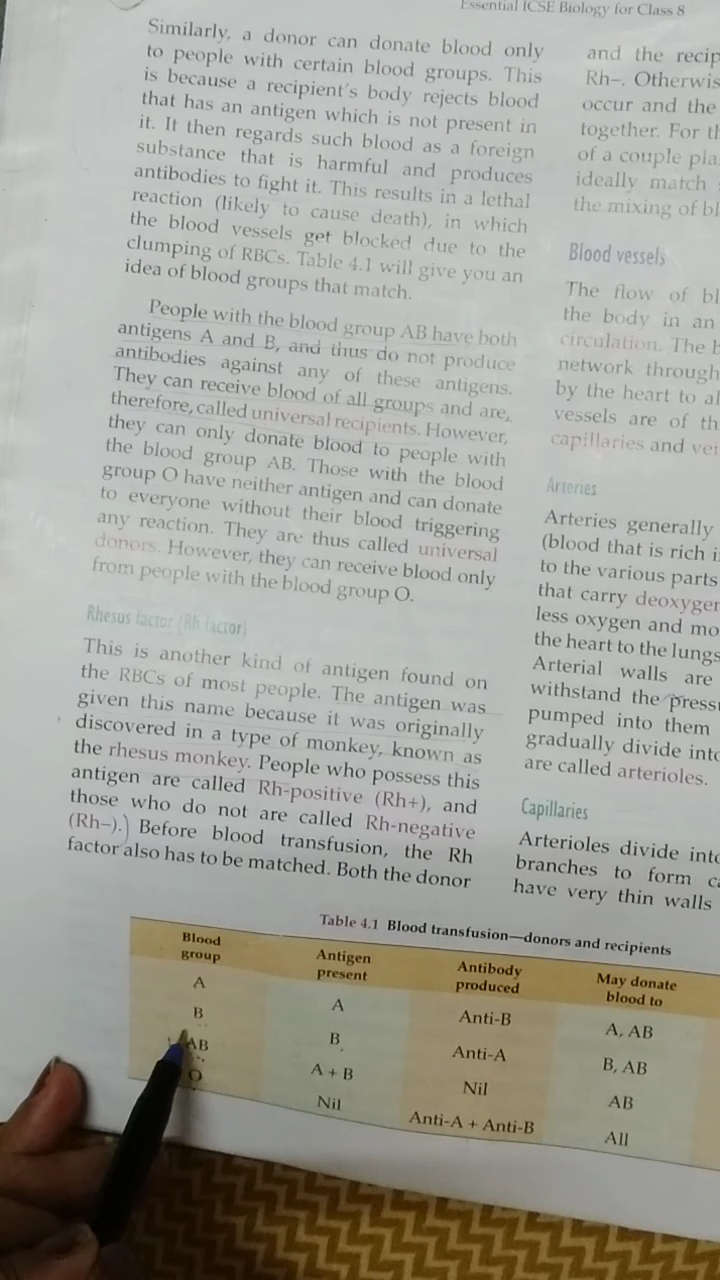 Essential ICSE Biology for Class 8
Similarly, a donor can donate blood only
to people with certain blood groups. This
is because a recipient's body rejects blood
that has an antigen which is not present in
it. It then regards such blood as a foreign
substance that is harmful and produces
antibodies to fight it. This results in a lethal
reaction (likely to cause death), in which
the blood vessels get blocked due to the
clumping of RBCs. Table 4.1 will give you an
idea of blood groups that match.
People with the blood group AB have both
antigens A and B, and thus do not produce
antibodies against any of these antigens.
They can receive blood of all groups and are,
therefore, called universal recipients. However,
they can only donate blood to people with
the blood group AB. Those with the blood
group O have neither antigen and can donate
to everyone without their blood triggering
any reaction. They are thus called universal
donors. However, they can receive blood only
from people with the blood group O.
Rhesus factor (Rh factor)
This is another kind of antigen found on
the RBCs of most people. The antigen was
given this name because it was originally
discovered in a type of monkey, known as
the rhesus monkey. People who possess this
antigen are called Rh-positive (Rh+), and
those who do not are called Rh-negative
(Rh–).) Before blood transfusion, the Rh
factor also has to be matched. Both the donor
and the recip
Rh–. Otherwis
occur and the
together. For th
of a couple pla
ideally match
the mixing of bl
Blood vessels
The flow of bl
the body in an
circulation. The b
network through
by the heart to al
vessels are of th
capillaries and vei
Arteries
Arteries generally
(blood that is rich i
to the various parts
that carry deoxyger
less oxygen and mo
the heart to the lungs
Arterial walls are
withstand the pressu
pumped into them
gradually divide into
are called arterioles.
Capillaries
Arterioles divide into
branches to form ca
have very thin walls
Table 4.1 Blood transfusion—donors and recipients
Blood group Antigen present Antibody produced May donate blood to
A A Anti-B A, AB
B B Anti-A B, AB
AB A + B Nil AB
O Nil Anti-A + Anti-B All